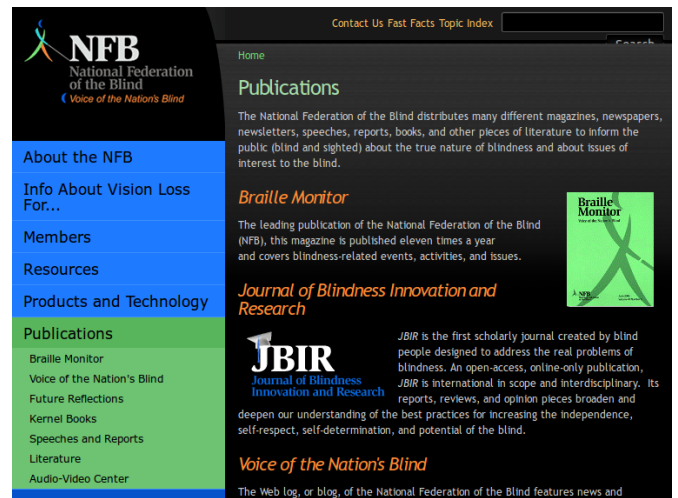 Contact Us Fast Facts Topic Index
Search
NFB
National Federation
of the Blind
Voice of the Nation's Blind
About the NFB
Info About Vision Loss
For...
Members
Resources
Products and Technology
Publications
Braille Monitor
Voice of the Nation's Blind
Future Reflections
Kernel Books
Speeches and Reports
Literature
Audio-Video Center
Home
Publications
The National Federation of the Blind distributes many different magazines, newspapers,
newsletters, speeches, reports, books, and other pieces of literature to inform the
public (blind and sighted) about the true nature of blindness and about issues of
interest to the blind.
Braille Monitor
The leading publication of the National Federation of the Blind
(NFB), this magazine is published eleven times a year
and covers blindness-related events, activities, and issues.
Braille
Monitor
Voice of the Nation's Blind
NFB
Journal of Blindness Innovation and
Research
JBIR
Journal of Blindness
Innovation and Research
JBIR is the first scholarly journal created by blind
people designed to address the real problems of
blindness. An open-access, online-only publication,
JBIR is international in scope and interdisciplinary. Its
reports, reviews, and opinion pieces broaden and
deepen our understanding of the best practices for increasing the independence,
self-respect, self-determination, and potential of the blind.
Voice of the Nation's Blind
The Web log, or blog, of the National Federation of the Blind features news and